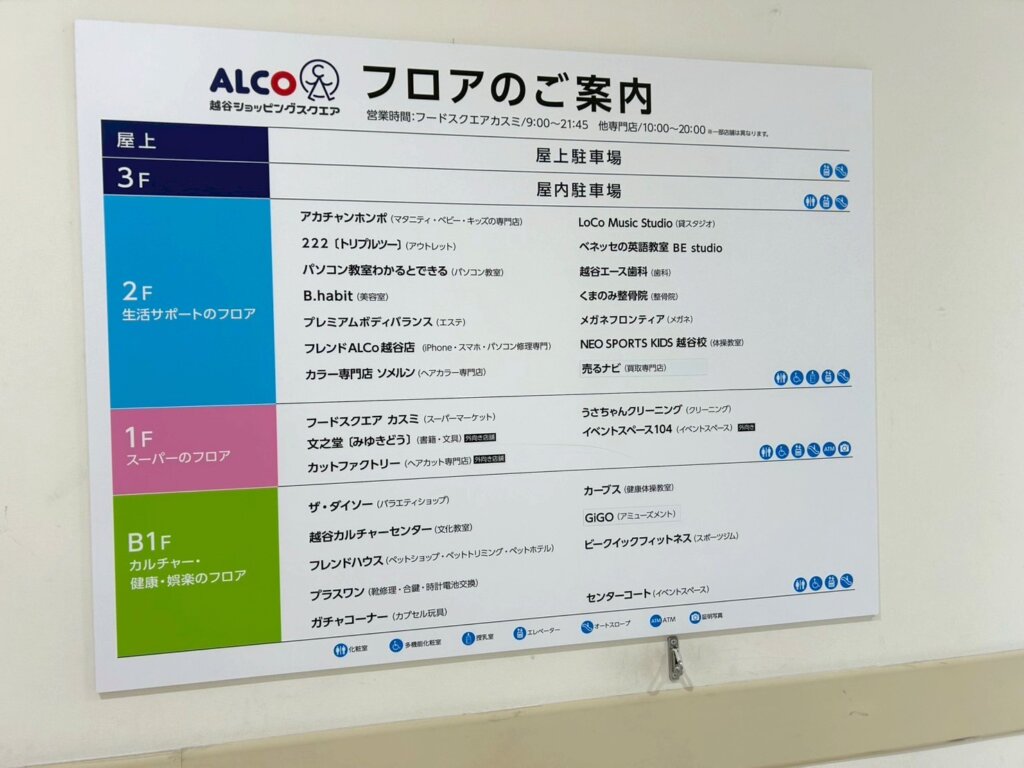 ALCO
越谷ショッピングスクエア
フロアのご案内
営業時間:フードスクエアカスミ/9:00〜21:45 他専門店/10:00〜20:00 ※一部店舗は異なります。
屋上
屋上駐車場
3F
屋内駐車場
2F
生活サポートのフロア
アカチャンホンポ(マタニティ・ベビー・キッズの専門店)
222〔トリプルツー〕(アウトレット)
パソコン教室わかるとできる(パソコン教室)
B.habit(美容室)
プレミアムボディバランス(エステ)
フレンドALCo越谷店(iPhone・スマホ・パソコン修理専門)
カラー専門店 ソメルン(ヘアカラー専門店)
LoCo Music Studio(貸スタジオ)
ベネッセの英語教室 BE studio
越谷エース歯科(歯科)
くまのみ整骨院(整骨院)
メガネフロンティア(メガネ)
NEO SPORTS KIDS 越谷校(体操教室)
売るナビ(買取専門店)
1F
スーパーのフロア
フードスクエア カスミ(スーパーマーケット)
文之堂〔みゆきどう〕(書籍・文具)外向き店舗
カットファクトリー(ヘアカット専門店)外向き店舗
うさちゃんクリーニング(クリーニング)
イベントスペース104(イベントスペース)外向き
ATM
B1F
カルチャー・
健康・娯楽のフロア
ザ・ダイソー(バラエティショップ)
越谷カルチャーセンター(文化教室)
フレンドハウス(ペットショップ・ペットトリミング・ペットホテル)
プラスワン(靴修理・合鍵・時計電池交換)
ガチャコーナー(カプセル玩具)
カーブス(健康体操教室)
GiGO(アミューズメント)
ビークイックフィットネス(スポーツジム)
センターコート(イベントスペース)
化粧室 多機能化粧室 授乳室 エレベーター オートスロープ ATM ATM 証明写真